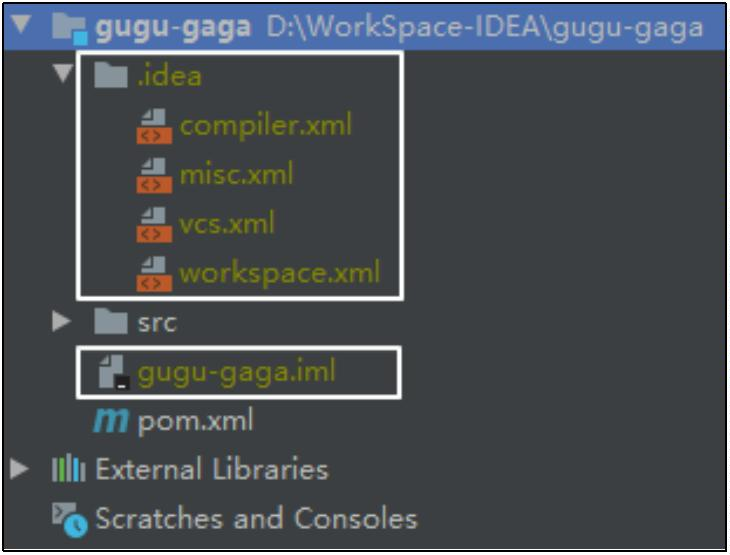 gugu-gaga D:\WorkSpace-IDEA\gugu-gaga
.idea
compiler.xml
misc.xml
vcs.xml
workspace.xml
src
gugu-gaga.iml
m pom.xml
External Libraries
Scratches and Consoles